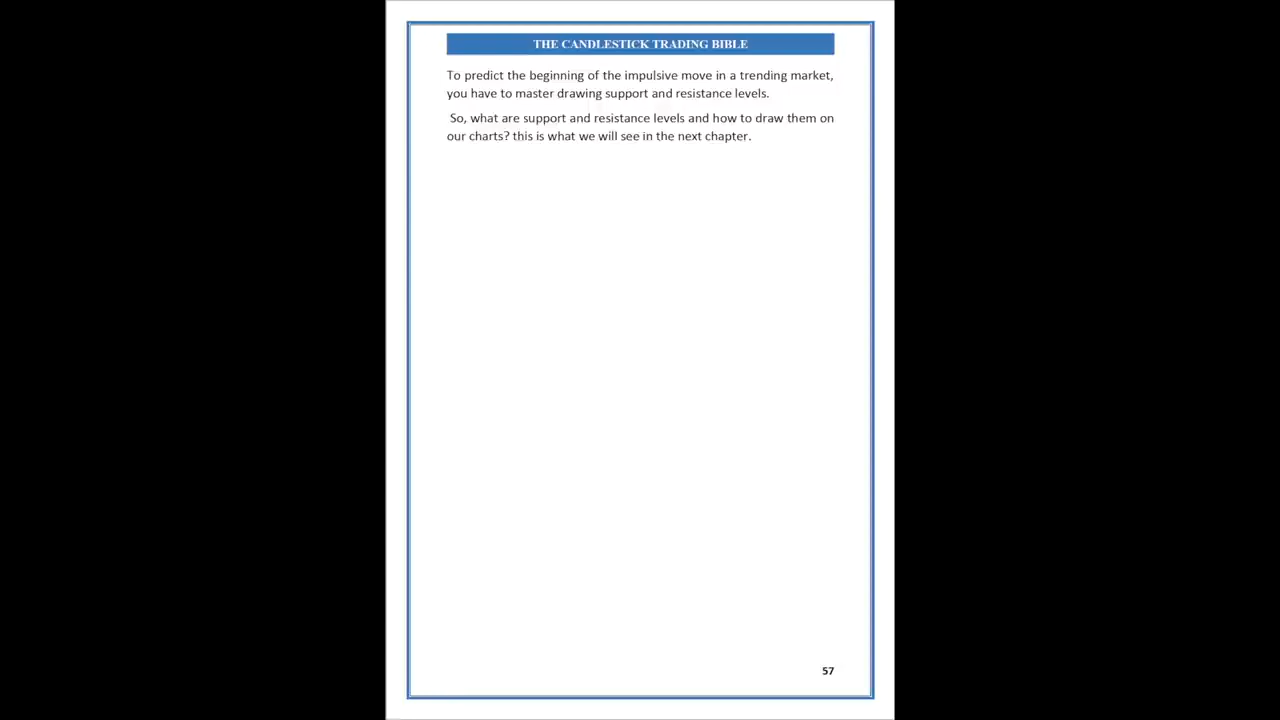 THE CANDLESTICK TRADING BIBLE
To predict the beginning of the impulsive move in a trending market,
you have to master drawing support and resistance levels.
So, what are support and resistance levels and how to draw them on
our charts? this is what we will see in the next chapter.
57